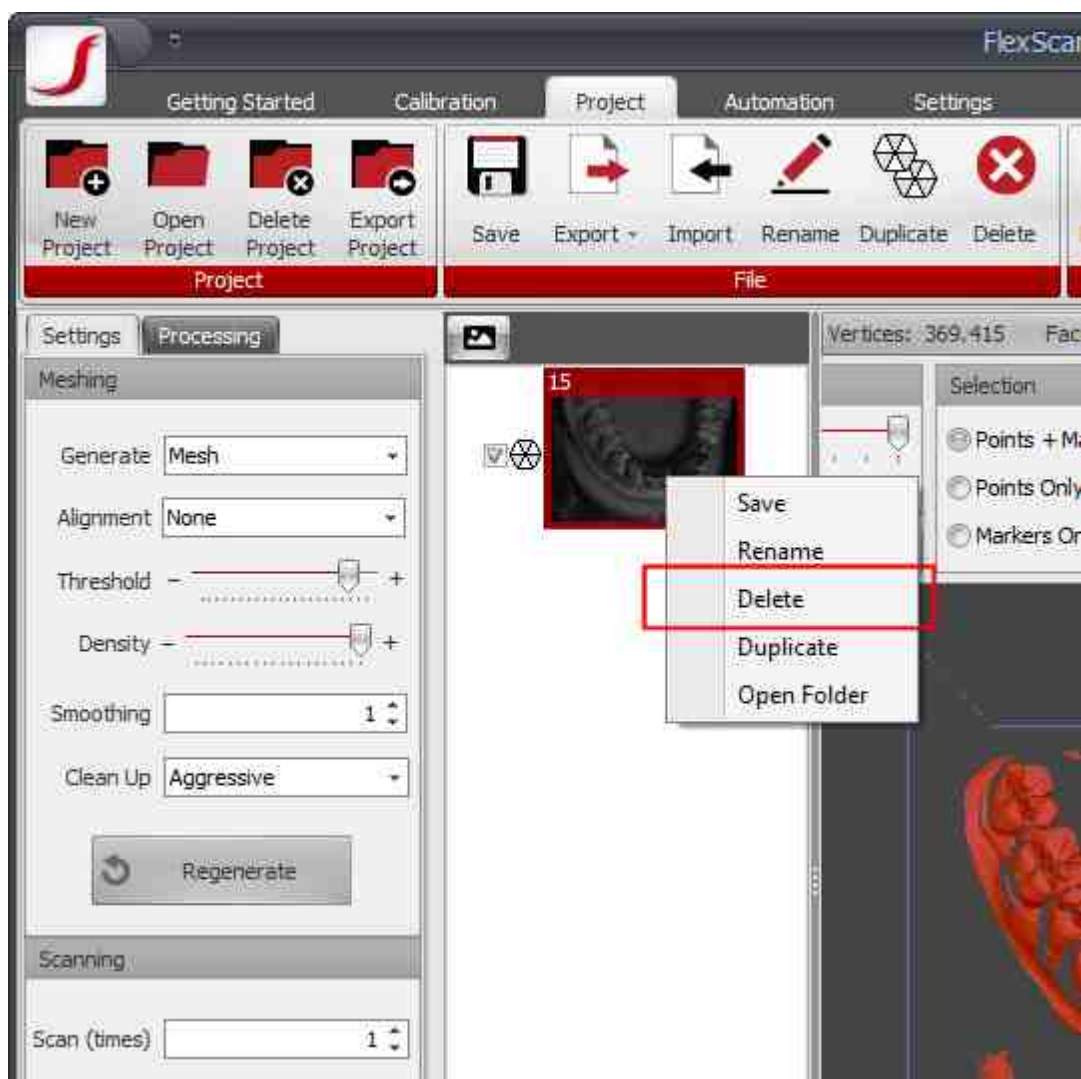 FlexScan
Getting Started Calibration Project Automation Settings
New Project Open Project Delete Project Export Project Save Export Import Rename Duplicate Delete
Project File
Settings Processing
Vertices: 369.415 Fac
Meshing
15
Selection
Generate Mesh
Points + Ma
Alignment None
Save
Points Only
Rename
Markers On
Threshold - +
Delete
Density - +
Duplicate
Open Folder
Smoothing 1
Clean Up Aggressive
Regenerate
Scanning
Scan (times) 1